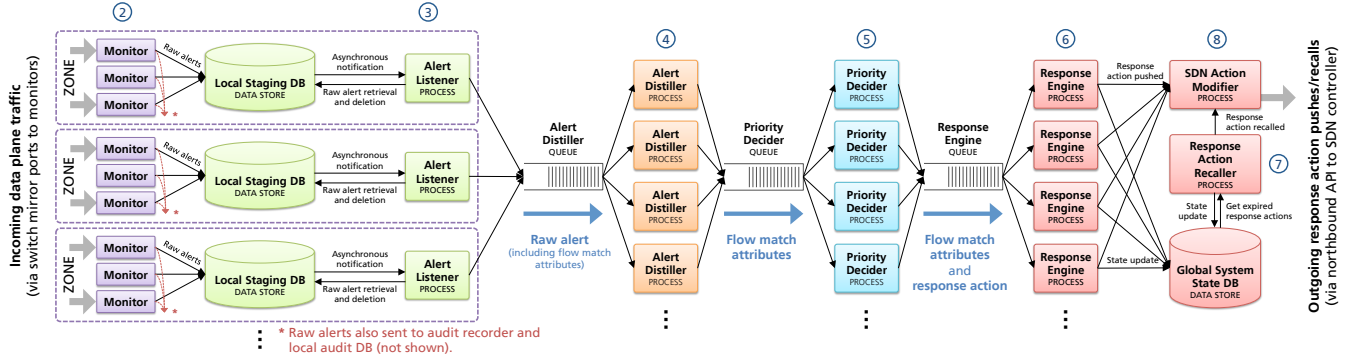 Incoming data plane traffic
(via switch mirror ports to monitors)
2
3
ZONE
Monitor
Monitor
Monitor
Raw alerts
*
Local Staging DB
DATA STORE
Asynchronous
notification
Raw alert retrieval
and deletion
Alert
Listener
PROCESS
ZONE
Monitor
Monitor
Monitor
Raw alerts
*
Local Staging DB
DATA STORE
Asynchronous
notification
Raw alert retrieval
and deletion
Alert
Listener
PROCESS
ZONE
Monitor
Monitor
Monitor
Raw alerts
*
Local Staging DB
DATA STORE
Asynchronous
notification
Raw alert retrieval
and deletion
Alert
Listener
PROCESS
* Raw alerts also sent to audit recorder and
local audit DB (not shown).
Alert
Distiller
QUEUE
Raw alert
(including flow match
attributes)
4
Alert
Distiller
PROCESS
Alert
Distiller
PROCESS
Alert
Distiller
PROCESS
Alert
Distiller
PROCESS
Priority
Decider
QUEUE
Flow match
attributes
5
Priority
Decider
PROCESS
Priority
Decider
PROCESS
Priority
Decider
PROCESS
Priority
Decider
PROCESS
Response
Engine
QUEUE
Flow match
attributes
and
response action
6
Response
Engine
PROCESS
Response
Engine
PROCESS
Response
Engine
PROCESS
Response
Engine
PROCESS
Response
action pushed
State update
8
SDN Action
Modifier
PROCESS
Response
action recalled
Response
Action
Recaller
PROCESS
7
State
update
Get expired
response actions
Global System
State DB
DATA STORE
Outgoing response action pushes/recalls
(via northbound API to SDN controller)